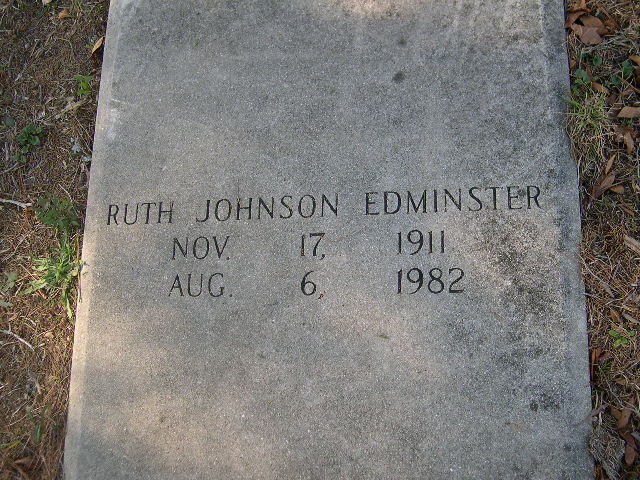 RUTH JOHNSON EDMINSTER
NOV. 17, 1911
AUG. 6, 1982